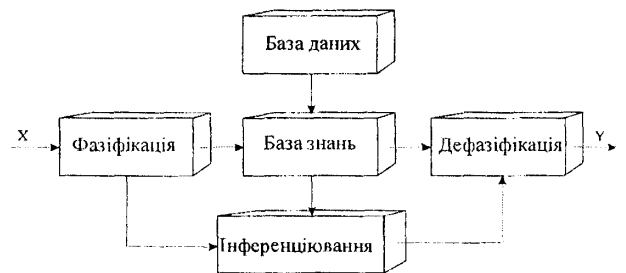 База даних
X
Фазіфікація
База знань
Дефазіфікація
Y
Інференціювання